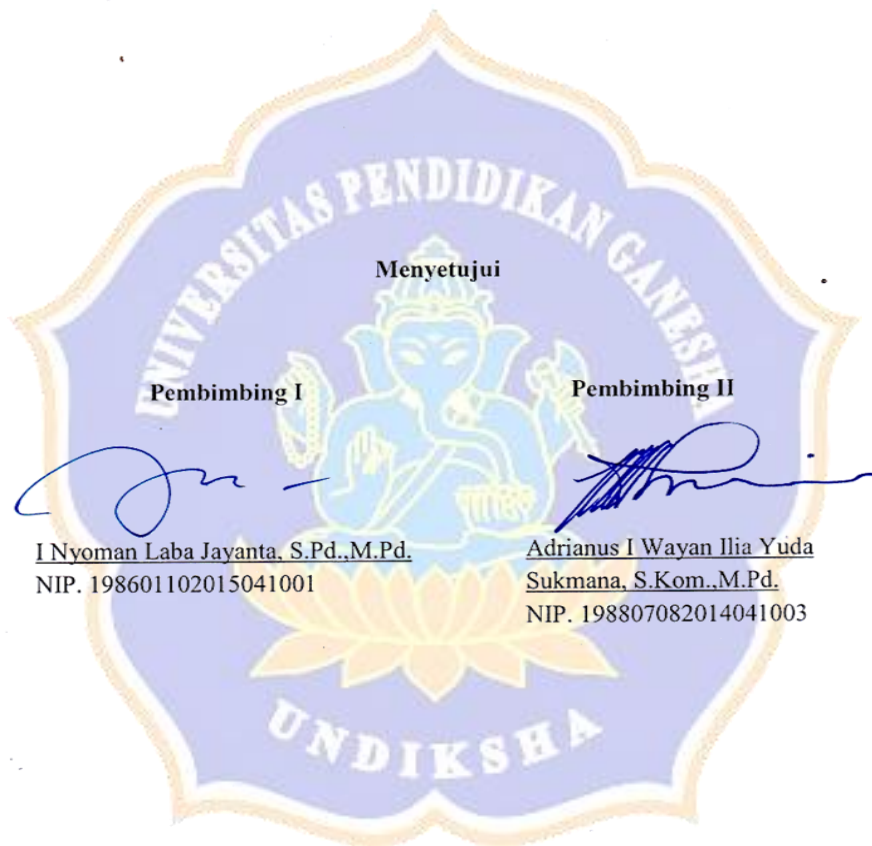 UNIVERSITAS PENDIDIKAN GANESHA
Menyetujui
Pembimbing I
Pembimbing II
I Nyoman Laba Jayanta, S.Pd.,M.Pd.
NIP. 198601102015041001
Adrianus I Wayan Ilia Yuda
Sukmana, S.Kom.,M.Pd.
NIP. 198807082014041003
UNDIKSHA